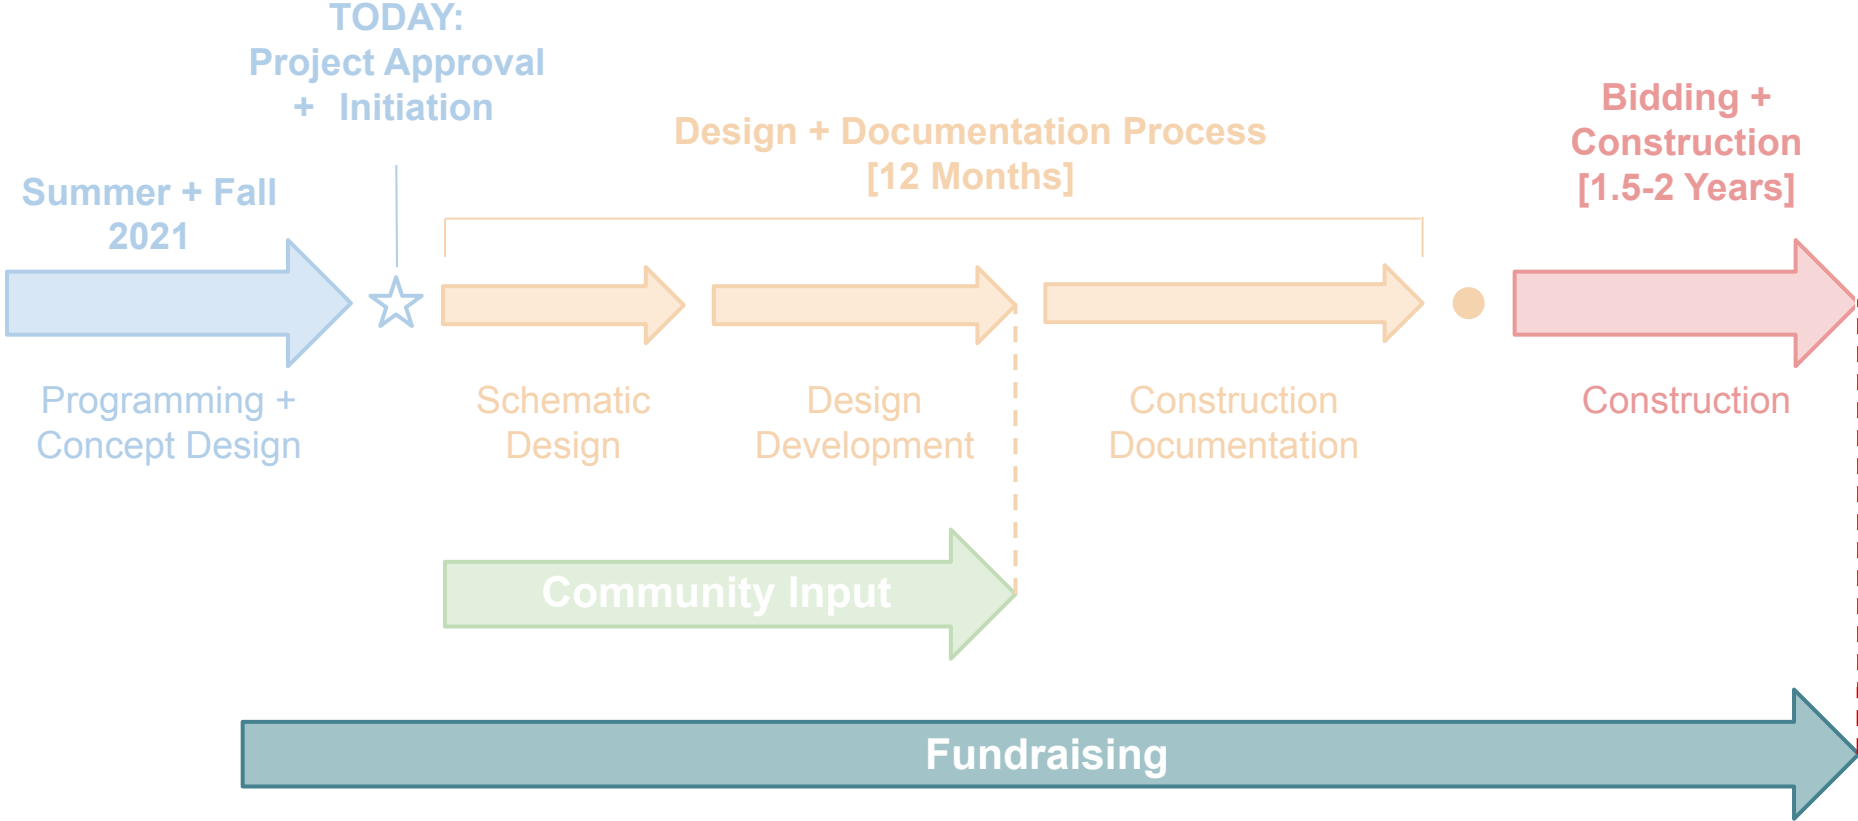 TODAY:
Project Approval
+ Initiation
Summer + Fall
2021
Design + Documentation Process
[12 Months]
Bidding +
Construction
[1.5-2 Years]
Programming +
Concept Design
Schematic
Design
Design
Development
Construction
Documentation
Construction
Community Input
Fundraising